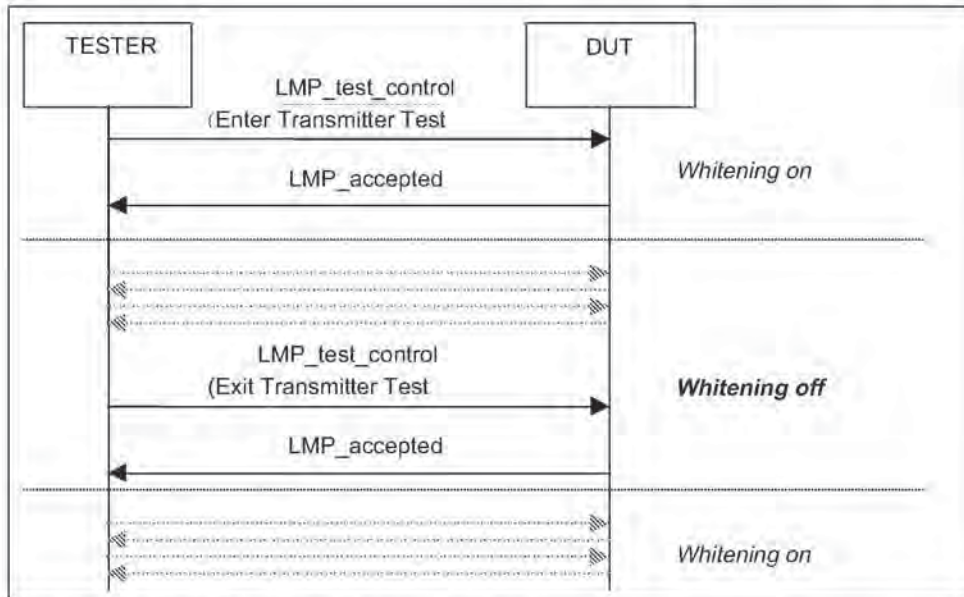 TESTER
DUT
LMP_test_control
(Enter Transmitter Test
Whitening on
LMP_accepted
LMP_test_control
(Exit Transmitter Test
Whitening off
LMP_accepted
Whitening on